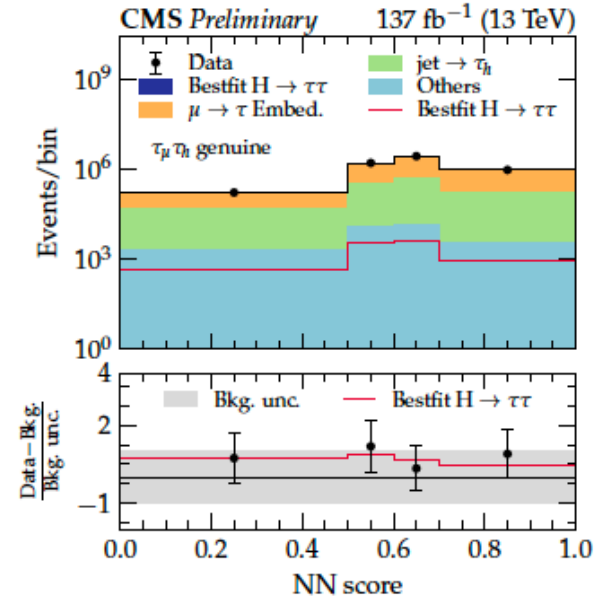 CMS Preliminary 137 fb⁻¹ (13 TeV)
Data
jet → τₕ
Bestfit H → ττ
Others
μ → τ Embed.
Bestfit H → ττ
τ_μ τₕ genuine
Events/bin
10⁹
10⁶
10³
10⁰
Bkg. unc.
Bestfit H → ττ
Data−Bkg.
Bkg. unc.
4
2
−1
0.0 0.2 0.4 0.6 0.8 1.0
NN score